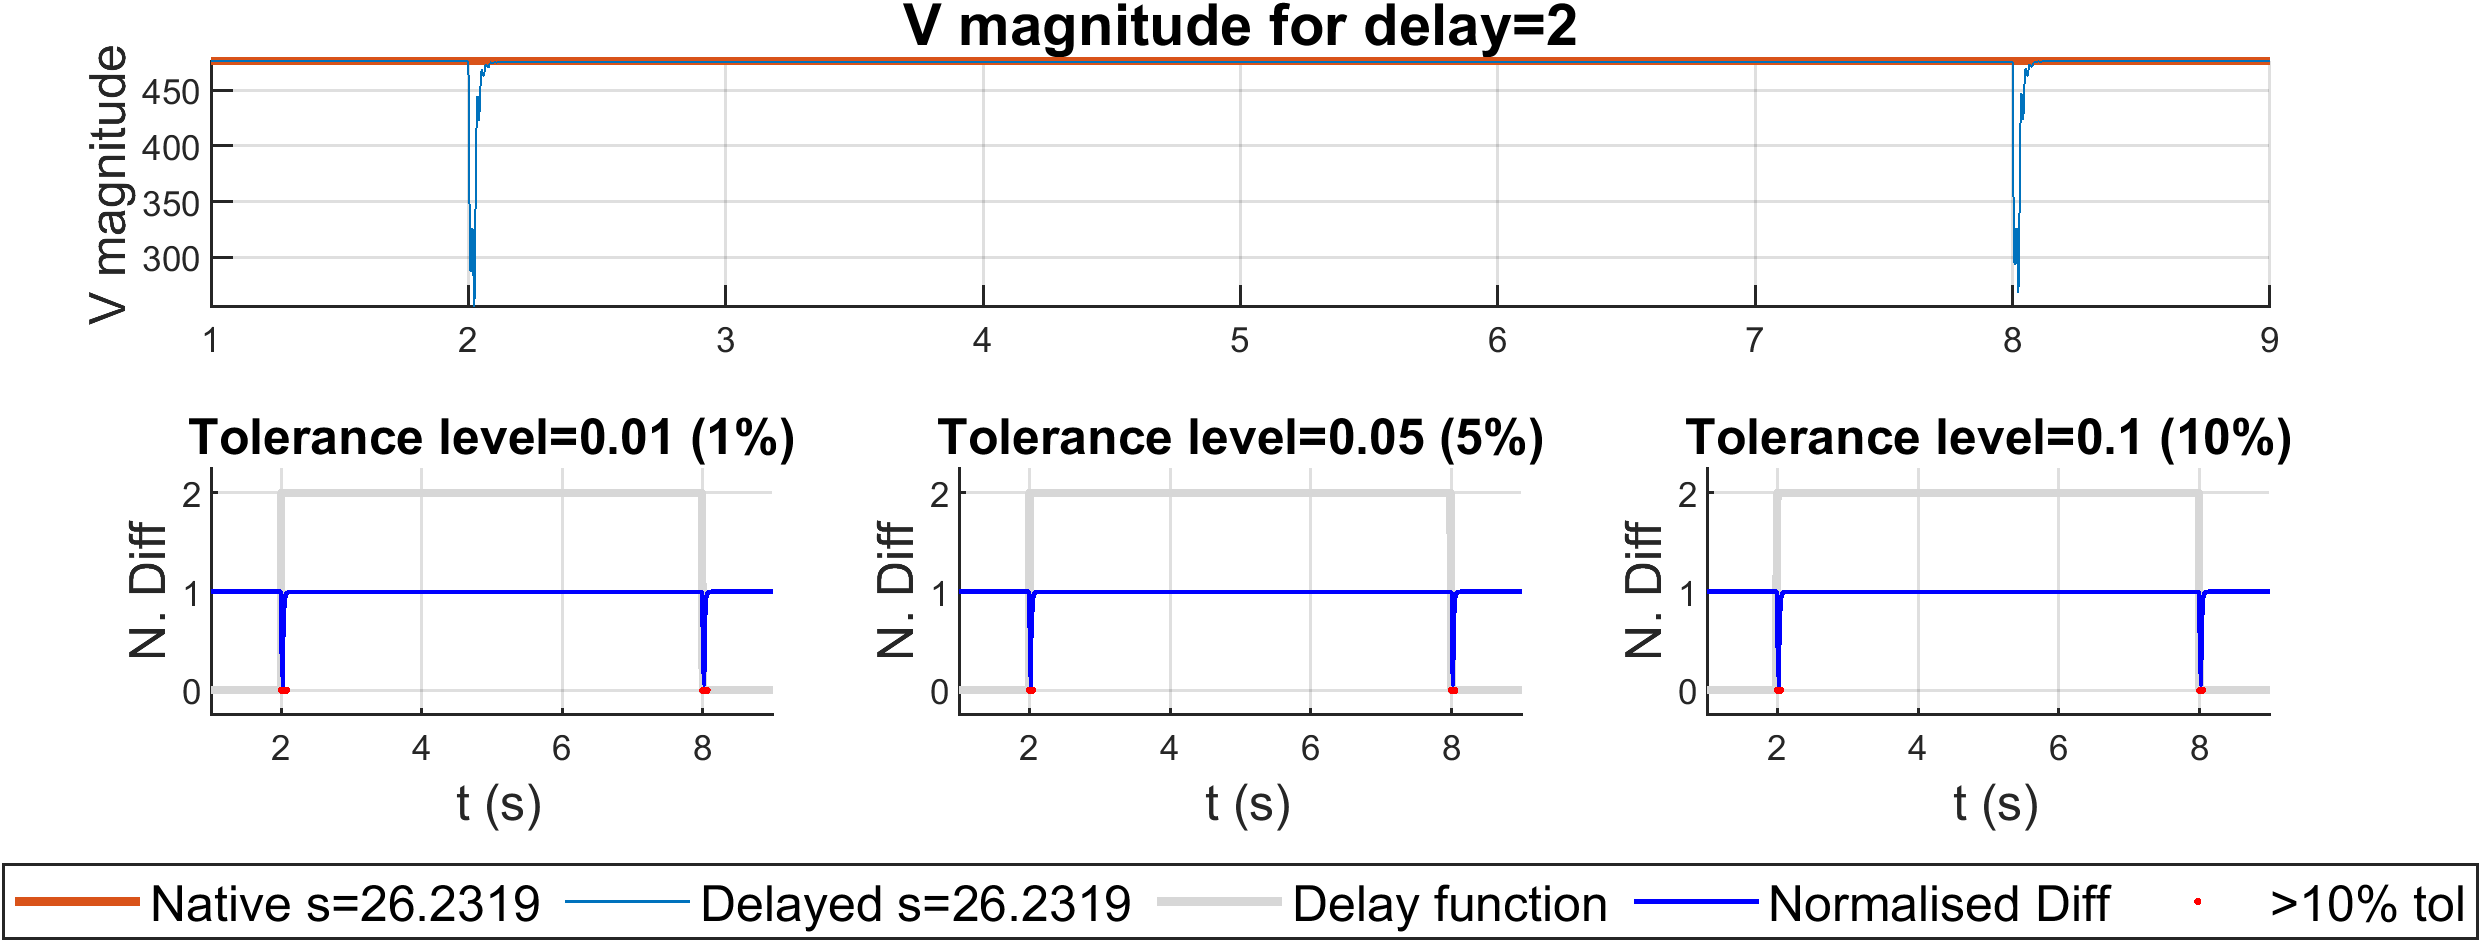 V magnitude for delay=2
V magnitude
450
400
350
300
1 2 3 4 5 6 7 8 9
Tolerance level=0.01 (1%)
N. Diff
2
1
0
2 4 6 8
t (s)
Tolerance level=0.05 (5%)
N. Diff
2
1
0
2 4 6 8
t (s)
Tolerance level=0.1 (10%)
N. Diff
2
1
0
2 4 6 8
t (s)
Native s=26.2319 Delayed s=26.2319 Delay function Normalised Diff >10% tol